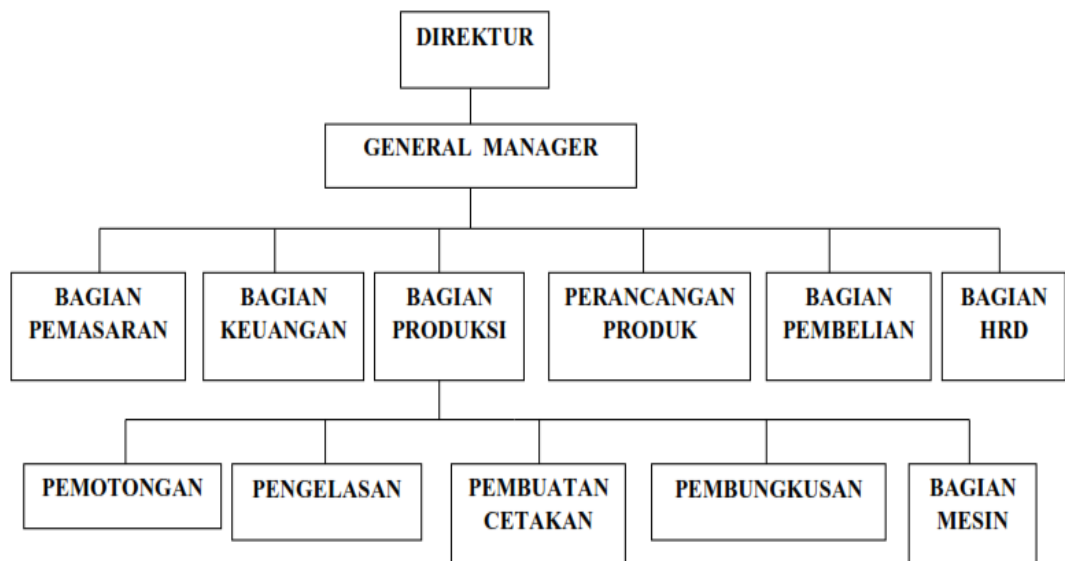 DIREKTUR
GENERAL MANAGER
BAGIAN
PEMASARAN
BAGIAN
KEUANGAN
BAGIAN
PRODUKSI
PERANCANGAN
PRODUK
BAGIAN
PEMBELIAN
BAGIAN
HRD
PEMOTONGAN
PENGELASAN
PEMBUATAN
CETAKAN
PEMBUNGKUSAN
BAGIAN
MESIN